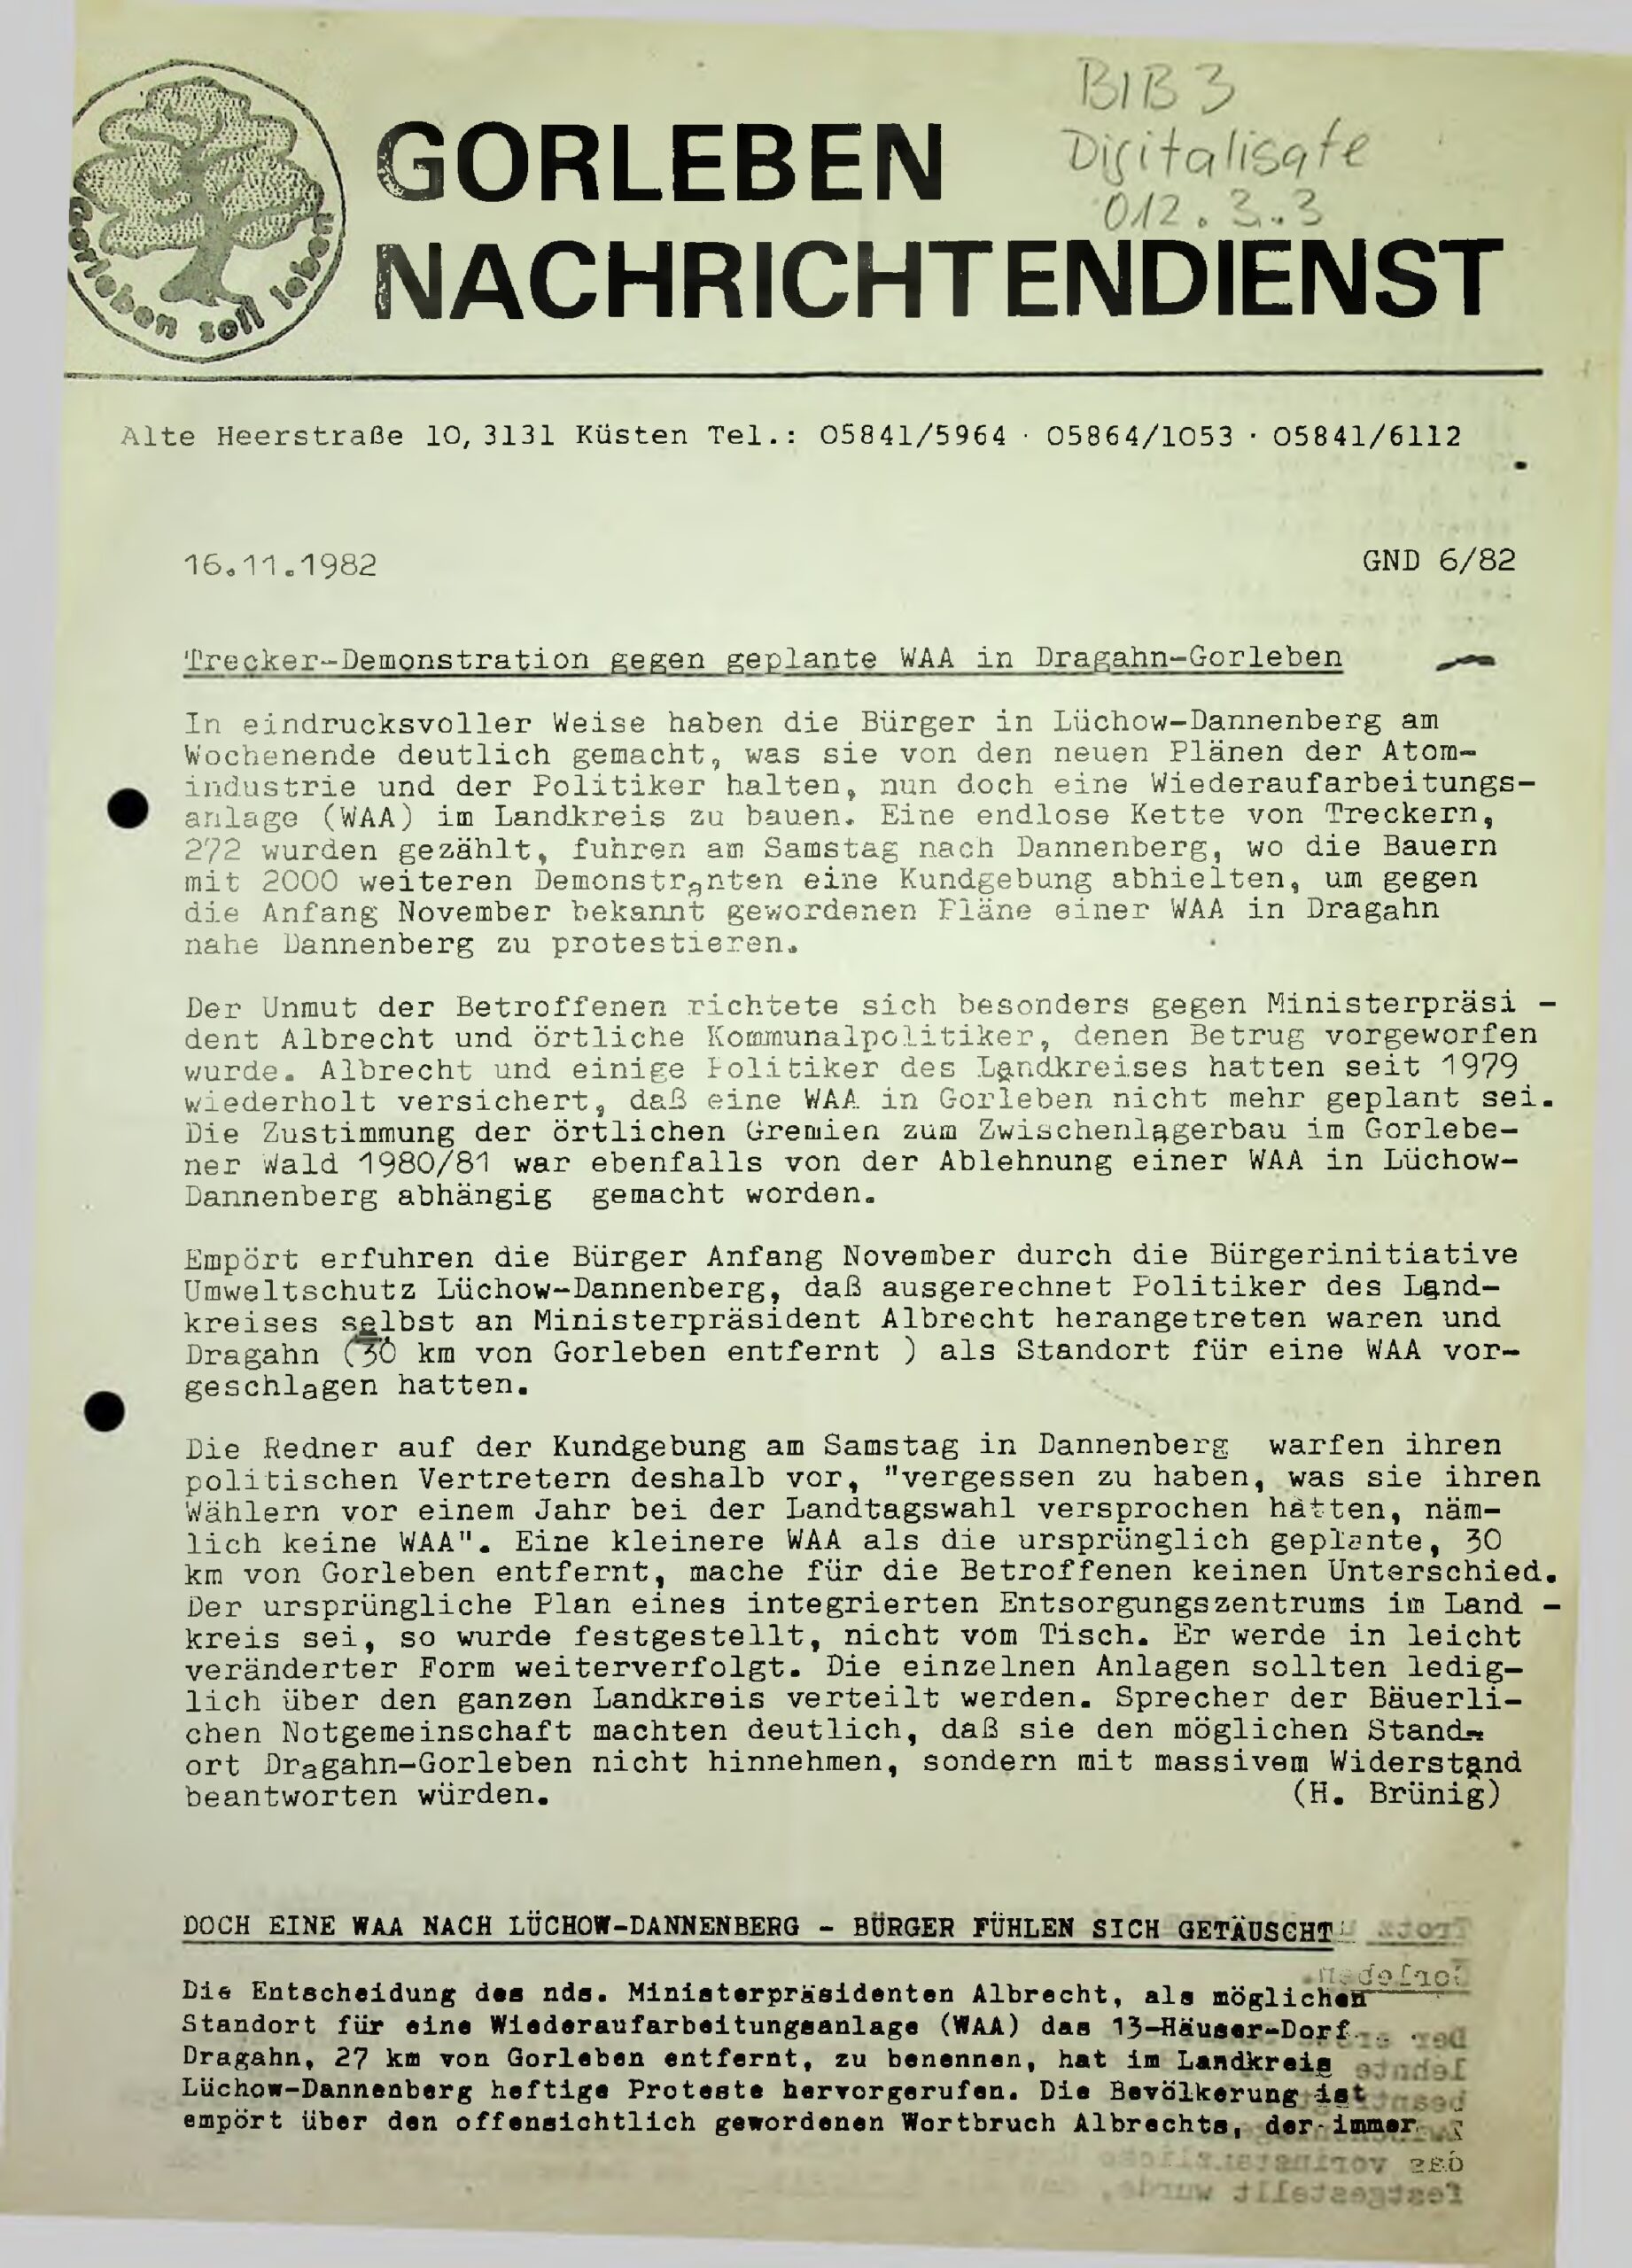 BIB 3
Digitalisate
012.3.3
GORLEBEN
NACHRICHTENDIENST
Gorleben soll leben
Alte Heerstraße 10, 3131 Küsten Tel.: 05841/5964 · 05864/1053 · 05841/6112
16.11.1982
GND 6/82
Trecker-Demonstration gegen geplante WAA in Dragahn-Gorleben
In eindrucksvoller Weise haben die Bürger in Lüchow-Dannenberg am
Wochenende deutlich gemacht, was sie von den neuen Plänen der Atom-
industrie und der Politiker halten, nun doch eine Wiederaufarbeitungs-
anlage (WAA) im Landkreis zu bauen. Eine endlose Kette von Treckern,
272 wurden gezählt, fuhren am Samstag nach Dannenberg, wo die Bauern
mit 2000 weiteren Demonstranten eine Kundgebung abhielten, um gegen
die Anfang November bekannt gewordenen Pläne einer WAA in Dragahn
nahe Dannenberg zu protestieren.
Der Unmut der Betroffenen richtete sich besonders gegen Ministerpräsi -
dent Albrecht und örtliche Kommunalpolitiker, denen Betrug vorgeworfen
wurde. Albrecht und einige Politiker des Landkreises hatten seit 1979
wiederholt versichert, daß eine WAA in Gorleben nicht mehr geplant sei.
Die Zustimmung der örtlichen Gremien zum Zwischenlagerbau im Gorlebe-
ner Wald 1980/81 war ebenfalls von der Ablehnung einer WAA in Lüchow-
Dannenberg abhängig gemacht worden.
Empört erfuhren die Bürger Anfang November durch die Bürgerinitiative
Umweltschutz Lüchow-Dannenberg, daß ausgerechnet Politiker des Land-
kreises selbst an Ministerpräsident Albrecht herangetreten waren und
Dragahn (30 km von Gorleben entfernt ) als Standort für eine WAA vor-
geschlagen hatten.
Die Redner auf der Kundgebung am Samstag in Dannenberg warfen ihren
politischen Vertretern deshalb vor, "vergessen zu haben, was sie ihren
Wählern vor einem Jahr bei der Landtagswahl versprochen hätten, näm-
lich keine WAA". Eine kleinere WAA als die ursprünglich geplante, 30
km von Gorleben entfernt, mache für die Betroffenen keinen Unterschied.
Der ursprüngliche Plan eines integrierten Entsorgungszentrums im Land -
kreis sei, so wurde festgestellt, nicht vom Tisch. Er werde in leicht
veränderter Form weiterverfolgt. Die einzelnen Anlagen sollten ledig-
lich über den ganzen Landkreis verteilt werden. Sprecher der Bäuerli-
chen Notgemeinschaft machten deutlich, daß sie den möglichen Stand-
ort Dragahn-Gorleben nicht hinnehmen, sondern mit massivem Widerstand
beantworten würden. (H. Brünig)
DOCH EINE WAA NACH LÜCHOW-DANNENBERG - BÜRGER FÜHLEN SICH GETÄUSCHT
Die Entscheidung des nds. Ministerpräsidenten Albrecht, als möglichen
Standort für eine Wiederaufarbeitungsanlage (WAA) das 13-Häuser-Dorf
Dragahn, 27 km von Gorleben entfernt, zu benennen, hat im Landkreis
Lüchow-Dannenberg heftige Proteste hervorgerufen. Die Bevölkerung ist
empört über den offensichtlich gewordenen Wortbruch Albrechts, der immer